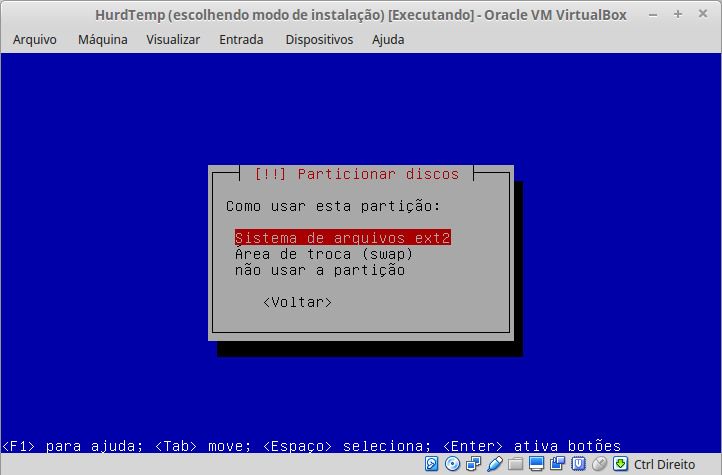 HurdTemp (escolhendo modo de instalação) [Executando] - Oracle VM VirtualBox
Arquivo Máquina Visualizar Entrada Dispositivos Ajuda
[!!] Particionar discos
Como usar esta partição:
Sistema de arquivos ext2
Área de troca (swap)
não usar a partição
<Voltar>
<F1> para ajuda; <Tab> move; <Espaço> seleciona; <Enter> ativa botões
Ctrl Direito